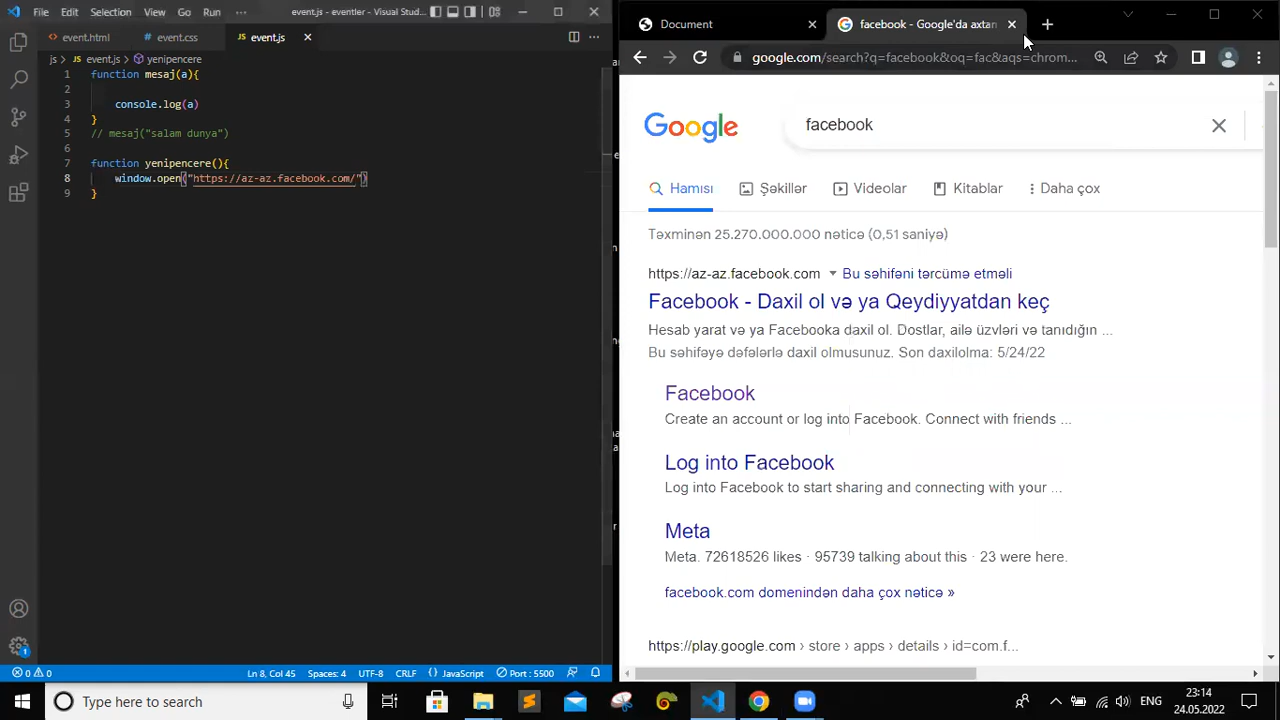 File Edit Selection View Go Run event.js - eventler - Visual Stud...
event.html event.css event.js
js > event.js > yenipencere
1 function mesaj(a){
2
3 console.log(a)
4 }
5 // mesaj("salam dunya")
6
7 function yenipencere(){
8 window.open("https://az-az.facebook.com/")
9 }
0 0 Ln 8, Col 45 Spaces: 4 UTF-8 CRLF {} JavaScript Port : 5500
Document facebook - Google'da axtar
google.com/search?q=facebook&oq=fac&aqs=chrom...
Google facebook
Hamısı Şəkillər Videolar Kitablar Daha çox
Təxminən 25.270.000.000 nəticə (0,51 saniyə)
https://az-az.facebook.com Bu səhifəni tərcümə etməli
Facebook - Daxil ol və ya Qeydiyyatdan keç
Hesab yarat və ya Facebooka daxil ol. Dostlar, ailə üzvləri və tanıdığın ...
Bu səhifəyə dəfələrlə daxil olmusunuz. Son daxilolma: 5/24/22
Facebook
Create an account or log into Facebook. Connect with friends ...
Log into Facebook
Log into Facebook to start sharing and connecting with your ...
Meta
Meta. 72618526 likes · 95739 talking about this · 23 were here.
facebook.com domenindən daha çox nəticə »
https://play.google.com › store › apps › details › id=com.f...
Type here to search
ENG
23:14
24.05.2022